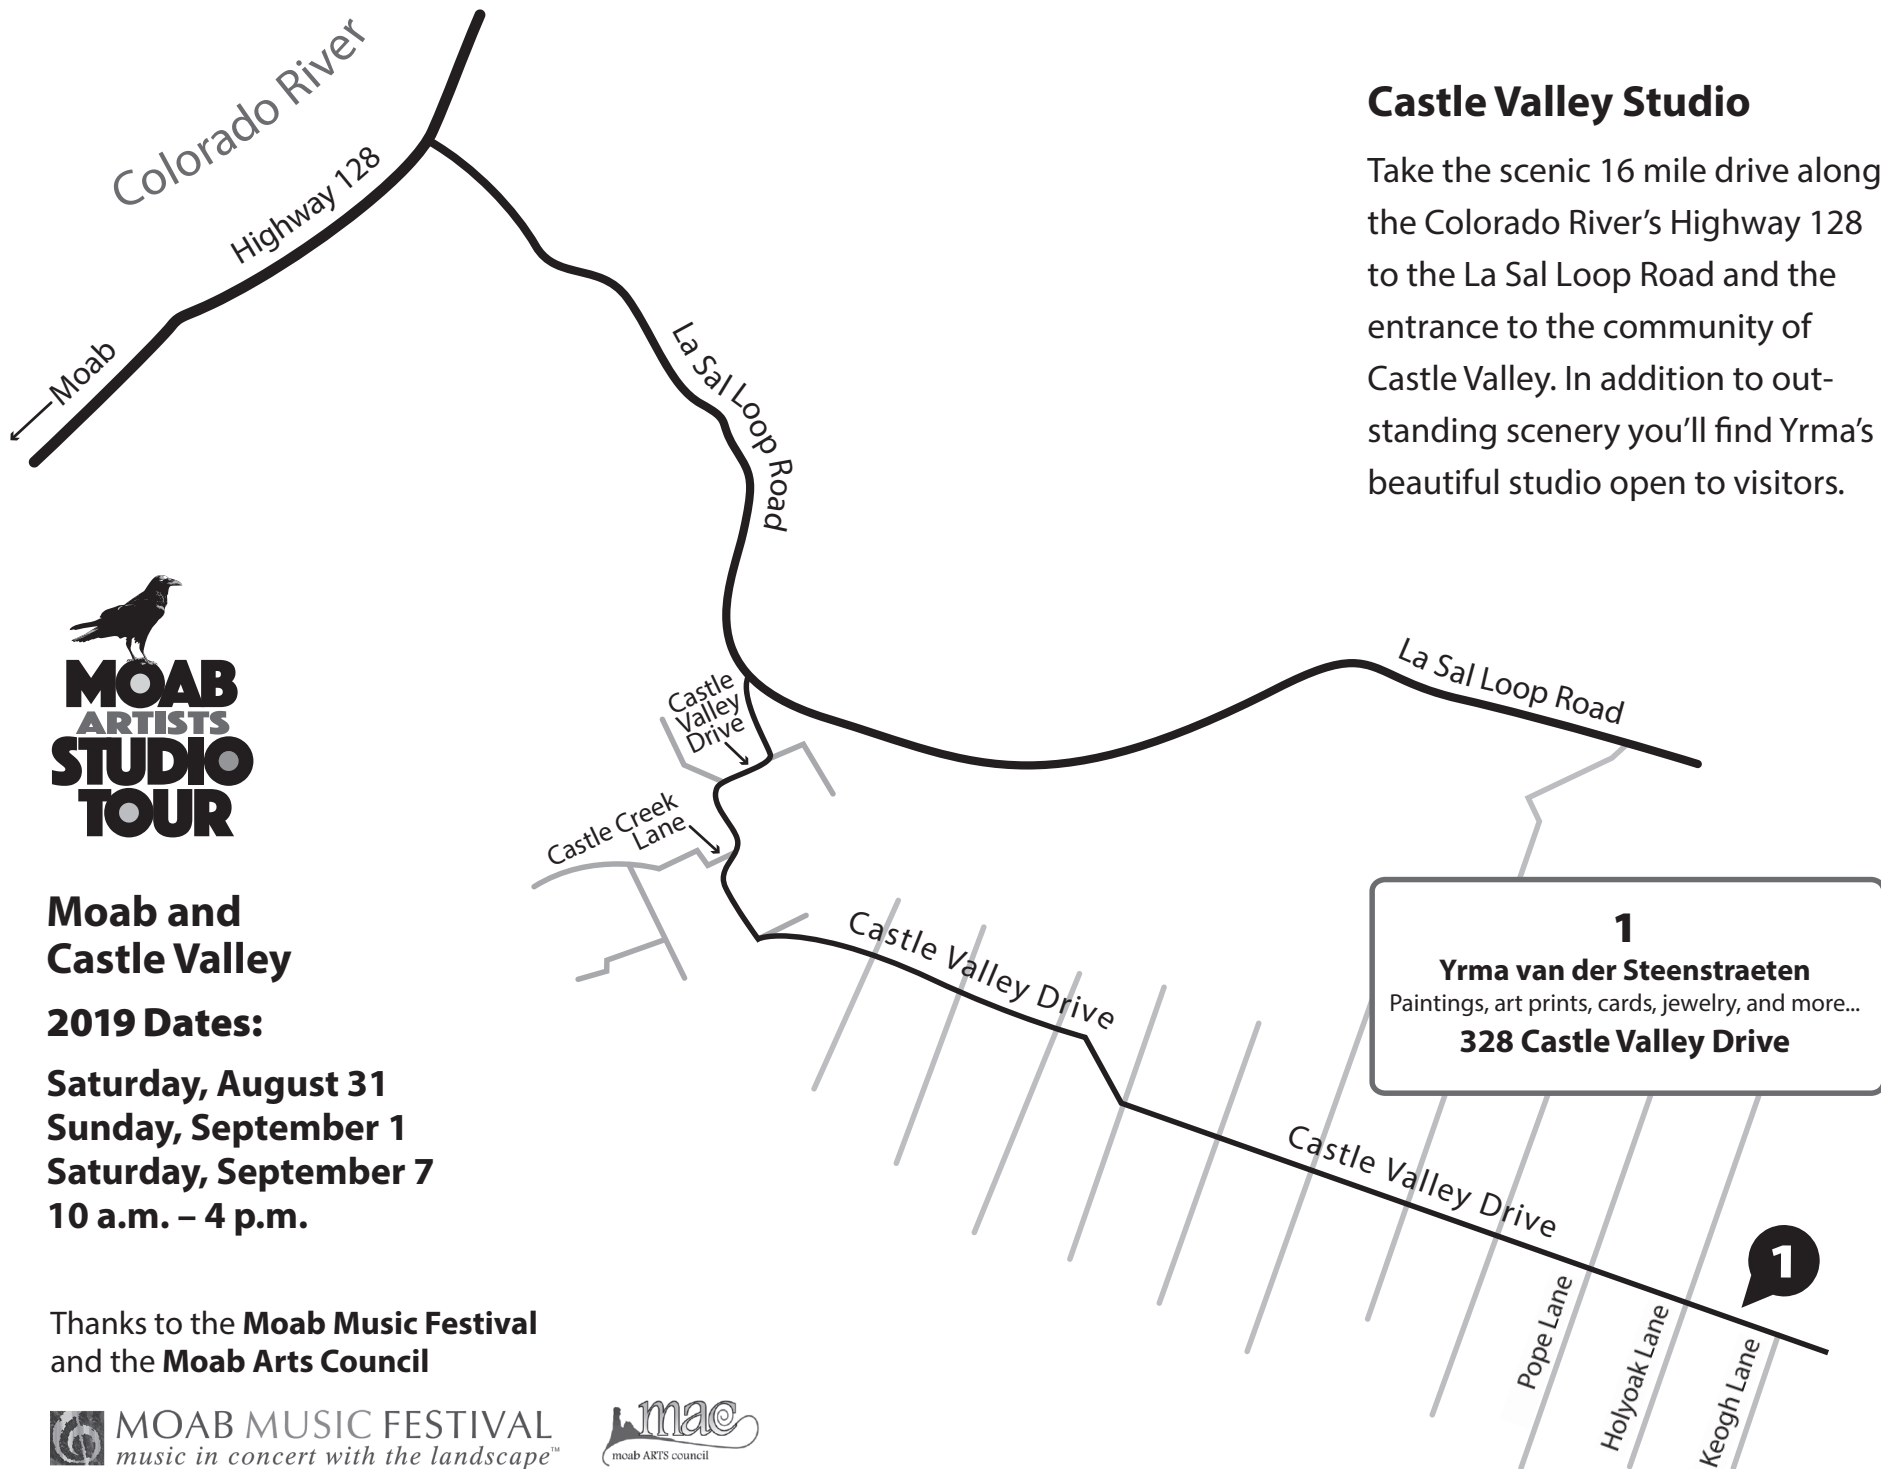 Colorado River
Highway 128
Moab
La Sal Loop Road
Castle Valley Studio
Take the scenic 16 mile drive along
the Colorado River’s Highway 128
to the La Sal Loop Road and the
entrance to the community of
Castle Valley. In addition to out-
standing scenery you’ll find Yrma’s
beautiful studio open to visitors.
La Sal Loop Road
Castle
Valley
Drive
Castle Creek
Lane
Castle Valley Drive
1
Yrma van der Steenstraeten
Paintings, art prints, cards, jewelry, and more...
328 Castle Valley Drive
Castle Valley Drive
1
Pope Lane
Holyoak Lane
Keogh Lane
MOAB
ARTISTS
STUDIO
TOUR
Moab and
Castle Valley
2019 Dates:
Saturday, August 31
Sunday, September 1
Saturday, September 7
10 a.m. – 4 p.m.
Thanks to the Moab Music Festival
and the Moab Arts Council
MOAB MUSIC FESTIVAL
music in concert with the landscape™
mac
moab ARTS council